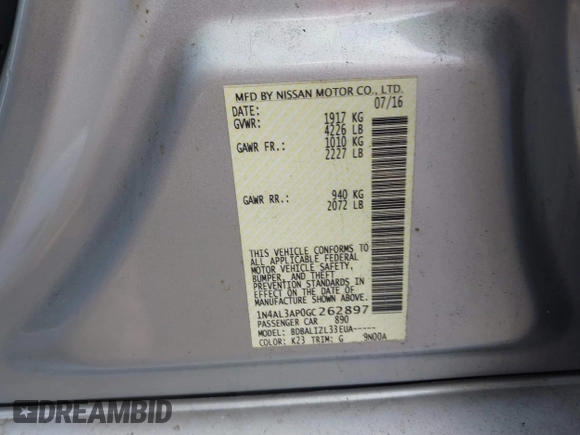 MFD BY NISSAN MOTOR CO., LTD.
DATE: 07/16
GVWR: 1917 KG
4226 LB
GAWR FR.: 1010 KG
2227 LB
GAWR RR.: 940 KG
2072 LB
THIS VEHICLE CONFORMS TO
ALL APPLICABLE FEDERAL
MOTOR VEHICLE SAFETY,
BUMPER, AND THEFT
PREVENTION STANDARDS IN
EFFECT ON THE DATE OF
MANUFACTURE SHOWN ABOVE.
1N4AL3AP0GC262897
PASSENGER CAR 890
MODEL: BDBALIZL33EUA-----
COLOR: K23 TRIM: G 9N00A
DREAMBID